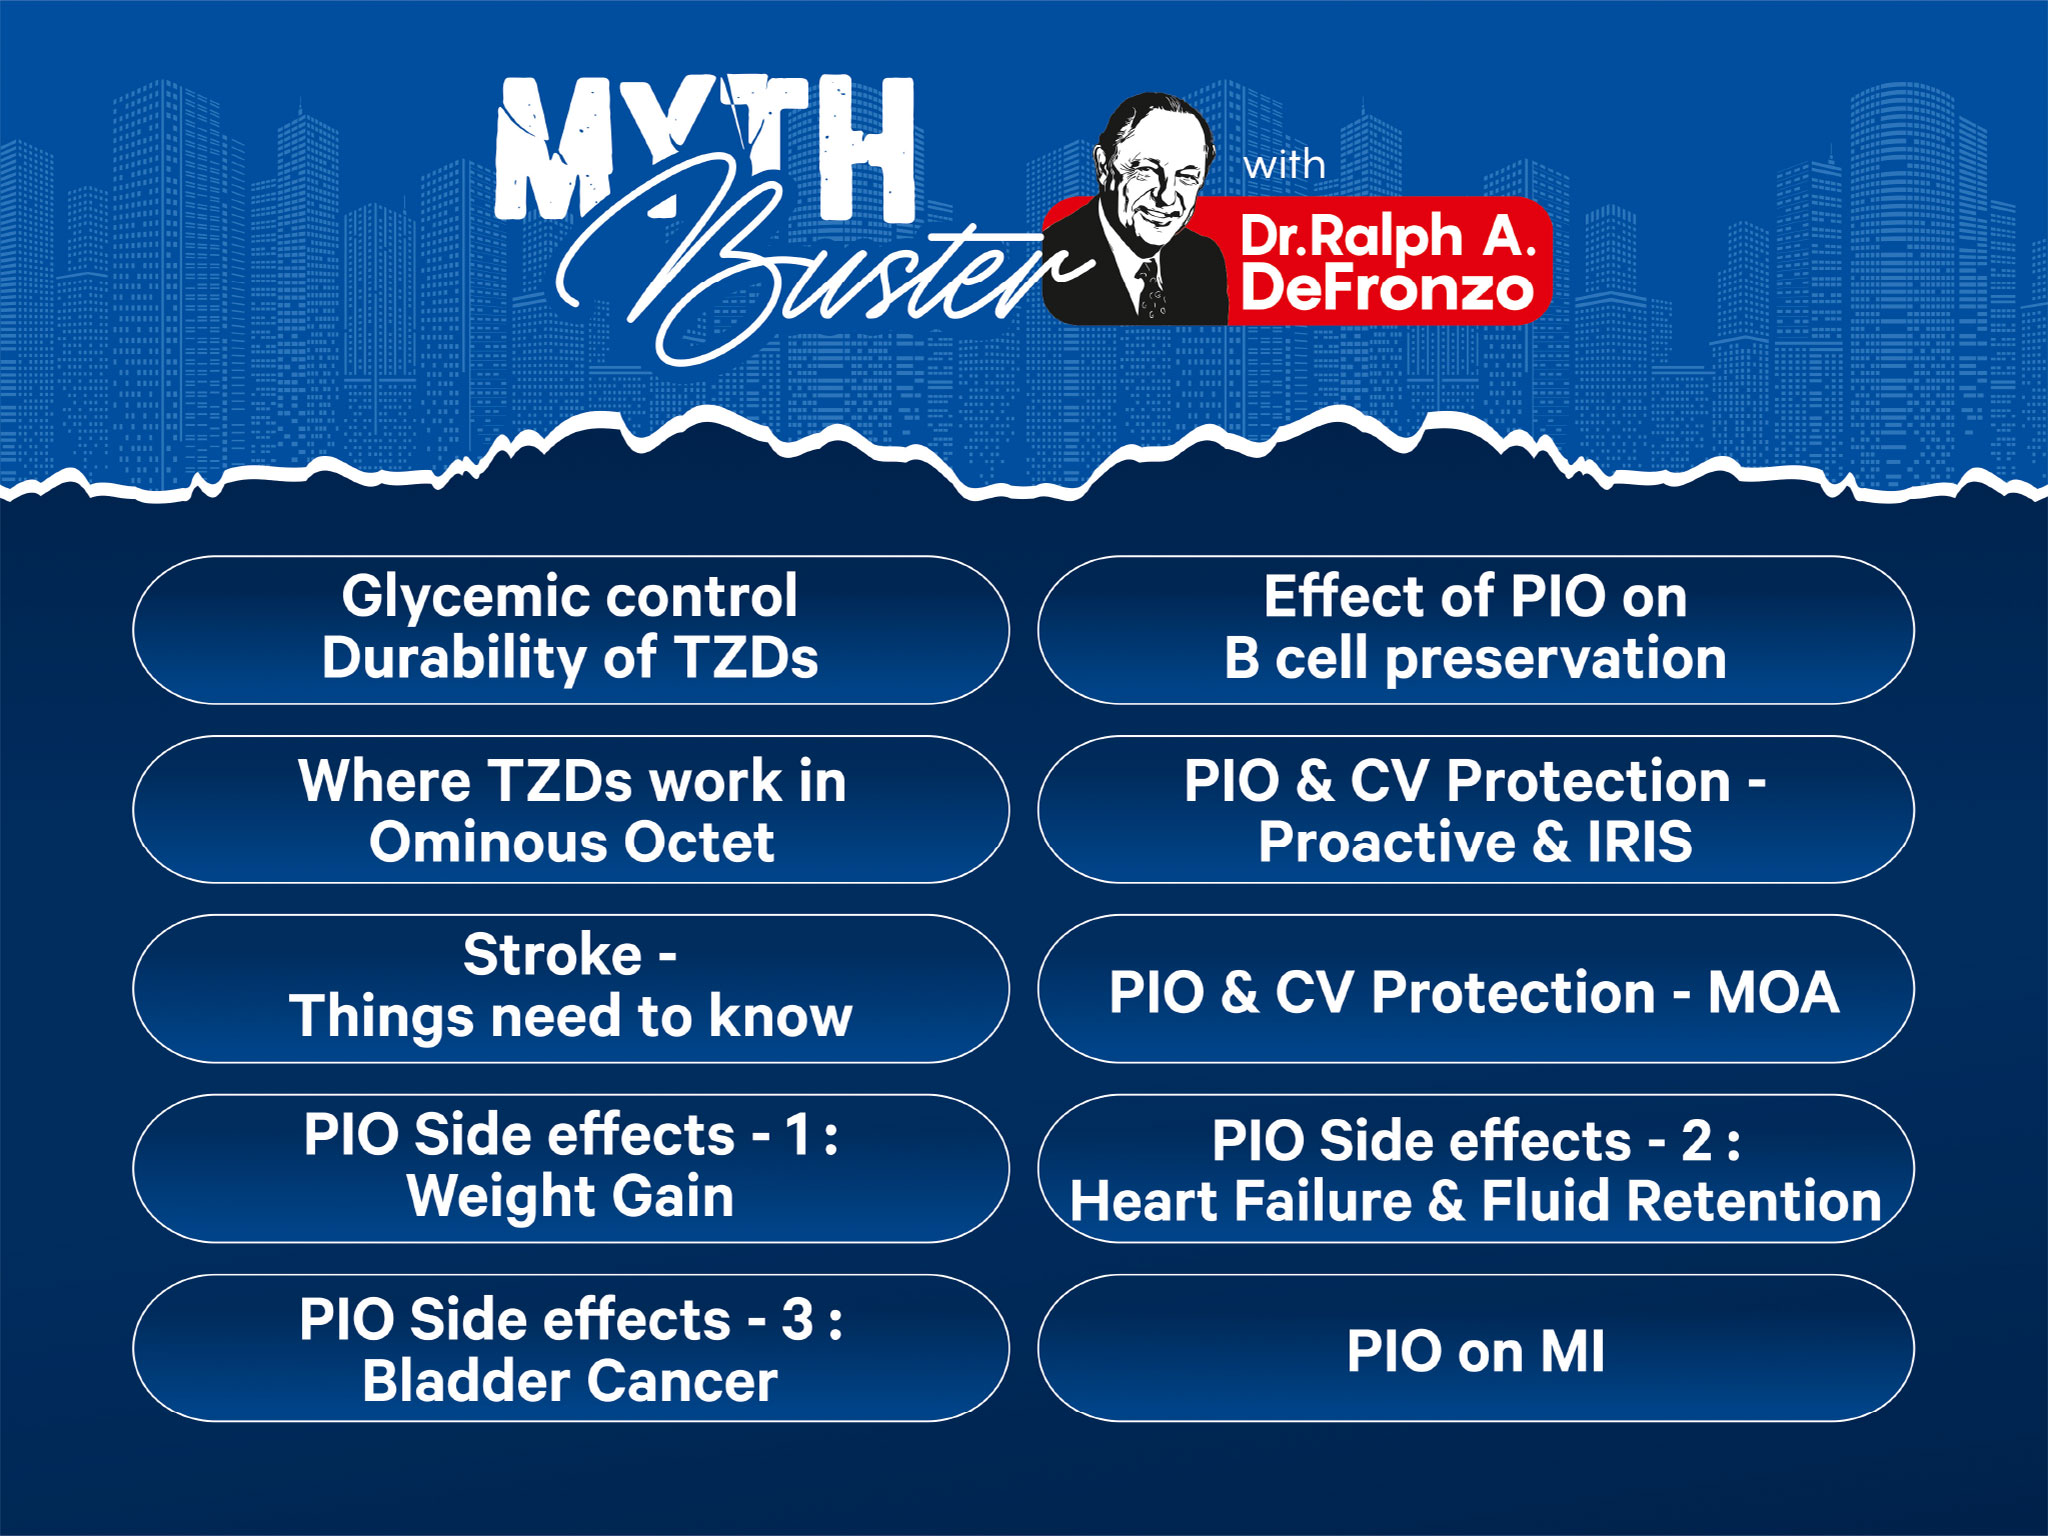 MYTH
Buster
with
Dr.Ralph A.
DeFronzo
Glycemic control
Durability of TZDs
Effect of PIO on
B cell preservation
Where TZDs work in
Ominous Octet
PIO & CV Protection -
Proactive & IRIS
Stroke -
Things need to know
PIO & CV Protection - MOA
PIO Side effects - 1 :
Weight Gain
PIO Side effects - 2 :
Heart Failure & Fluid Retention
PIO Side effects - 3 :
Bladder Cancer
PIO on MI